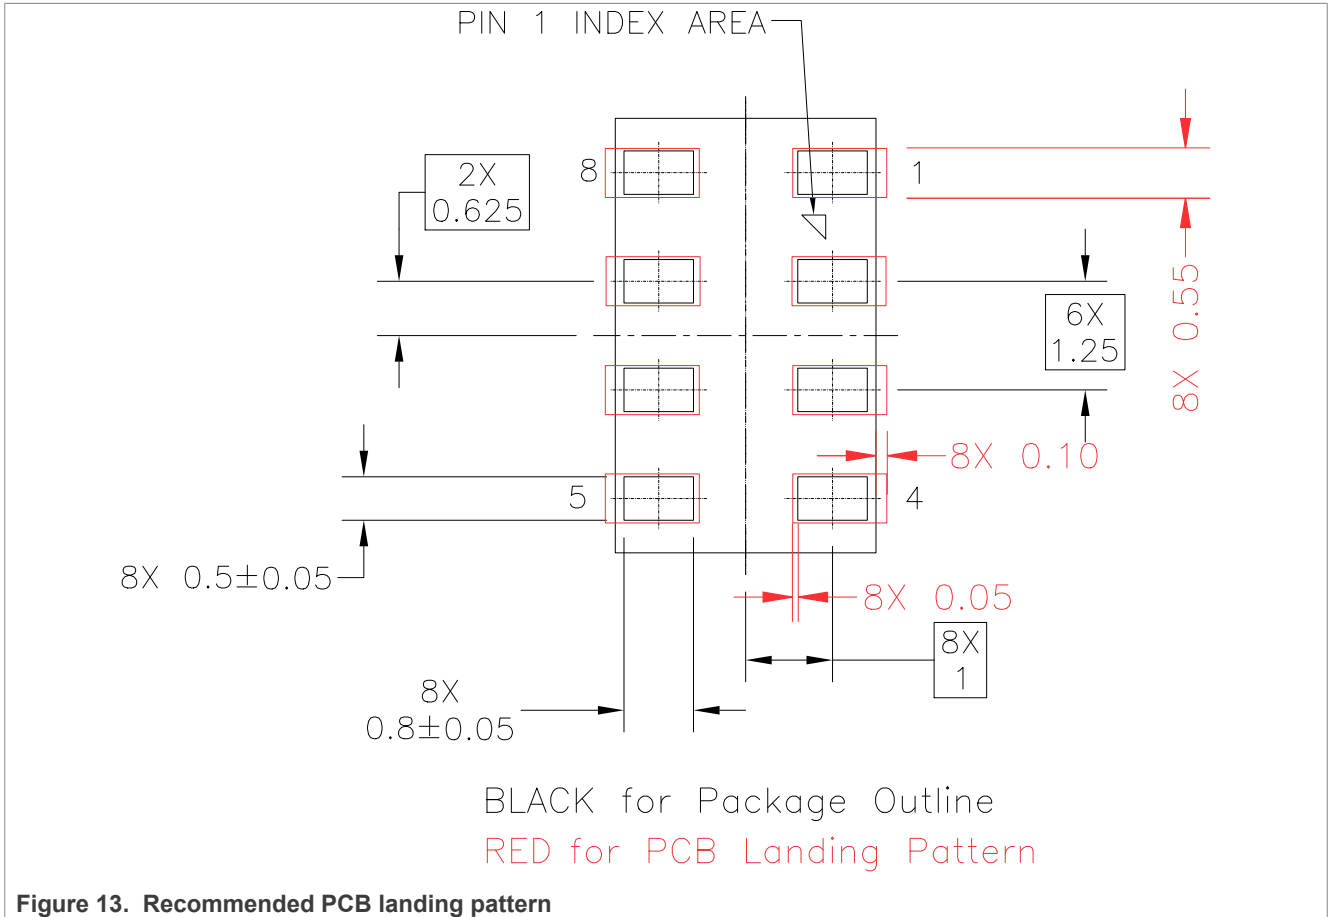 PIN 1 INDEX AREA
8
1
2X
0.625
8X 0.55
6X
1.25
8X 0.10
5
4
8X 0.5±0.05
8X 0.05
8X
1
8X
0.8±0.05
BLACK for Package Outline
RED for PCB Landing Pattern
Figure 13. Recommended PCB landing pattern